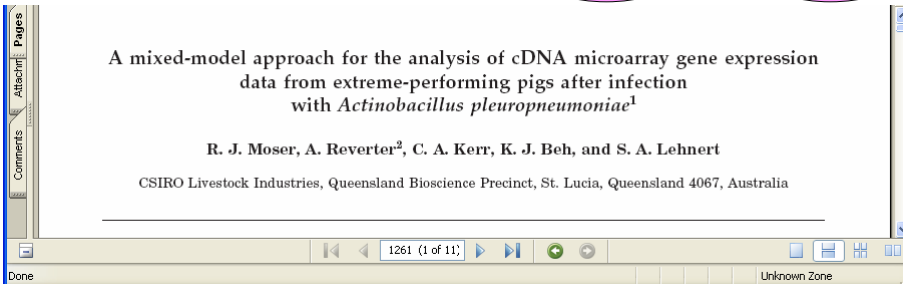 Pages
Attachm
Comments
A mixed-model approach for the analysis of cDNA microarray gene expression
data from extreme-performing pigs after infection
with Actinobacillus pleuropneumoniae¹
R. J. Moser, A. Reverter², C. A. Kerr, K. J. Beh, and S. A. Lehnert
CSIRO Livestock Industries, Queensland Bioscience Precinct, St. Lucia, Queensland 4067, Australia
1261 (1 of 11)
Done
Unknown Zone